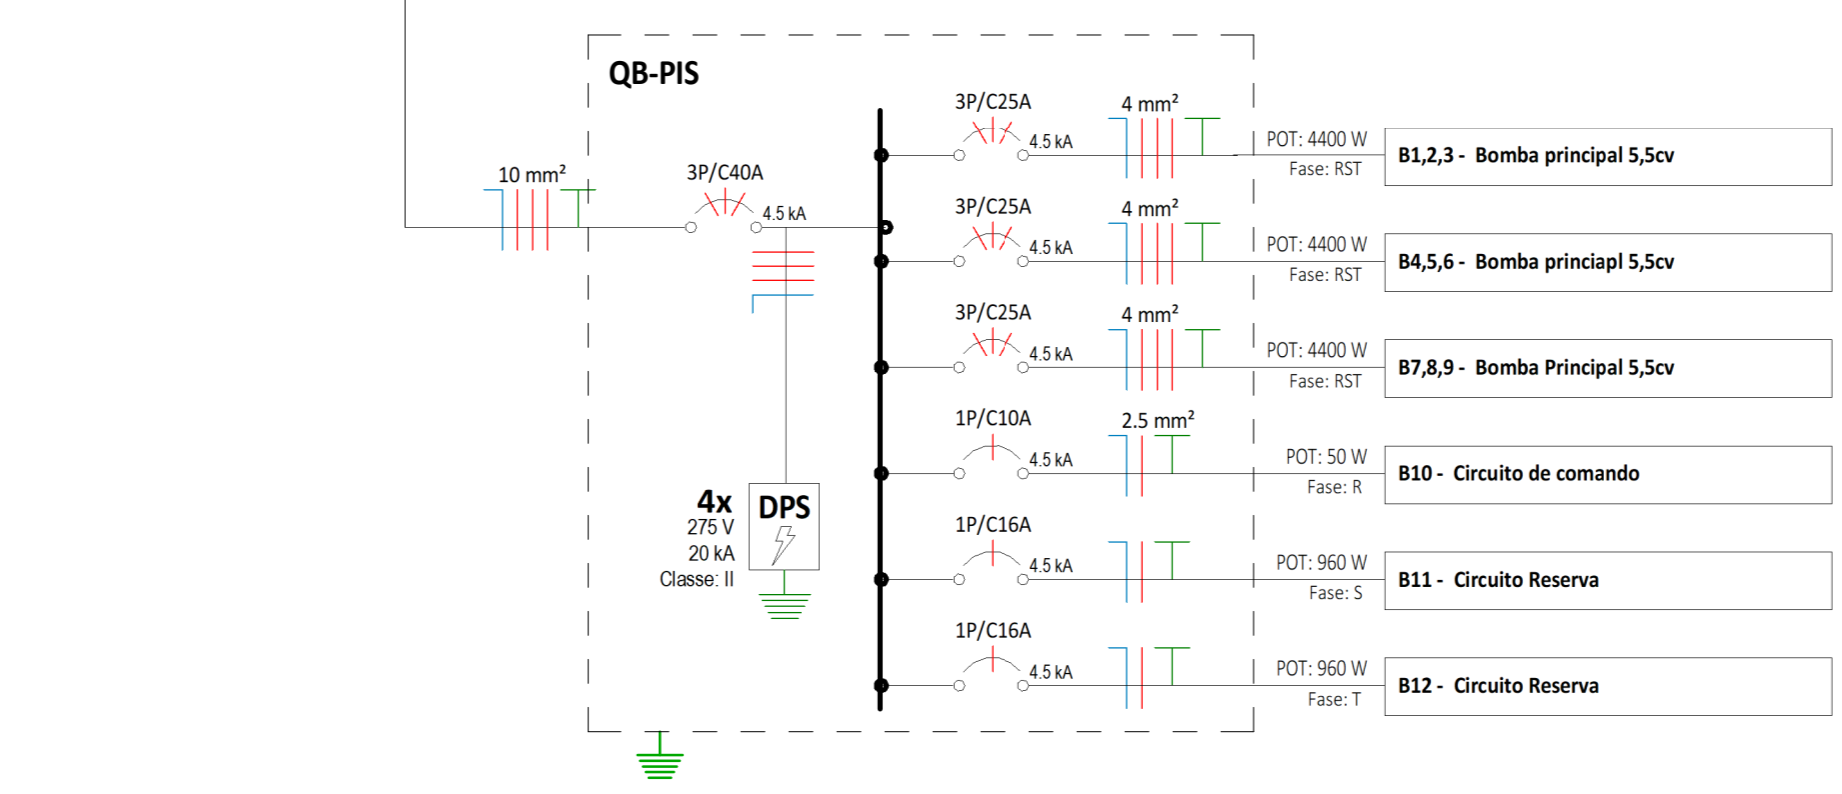 QB-PIS
10 mm²
3P/C40A
4.5 kA
4x
DPS
275 V
20 kA
Classe: II
3P/C25A
4.5 kA
4 mm²
POT: 4400 W
Fase: RST
B1,2,3 - Bomba principal 5,5cv
3P/C25A
4.5 kA
4 mm²
POT: 4400 W
Fase: RST
B4,5,6 - Bomba princiapl 5,5cv
3P/C25A
4.5 kA
4 mm²
POT: 4400 W
Fase: RST
B7,8,9 - Bomba Principal 5,5cv
1P/C10A
4.5 kA
2.5 mm²
POT: 50 W
Fase: R
B10 - Circuito de comando
1P/C16A
4.5 kA
POT: 960 W
Fase: S
B11 - Circuito Reserva
1P/C16A
4.5 kA
POT: 960 W
Fase: T
B12 - Circuito Reserva